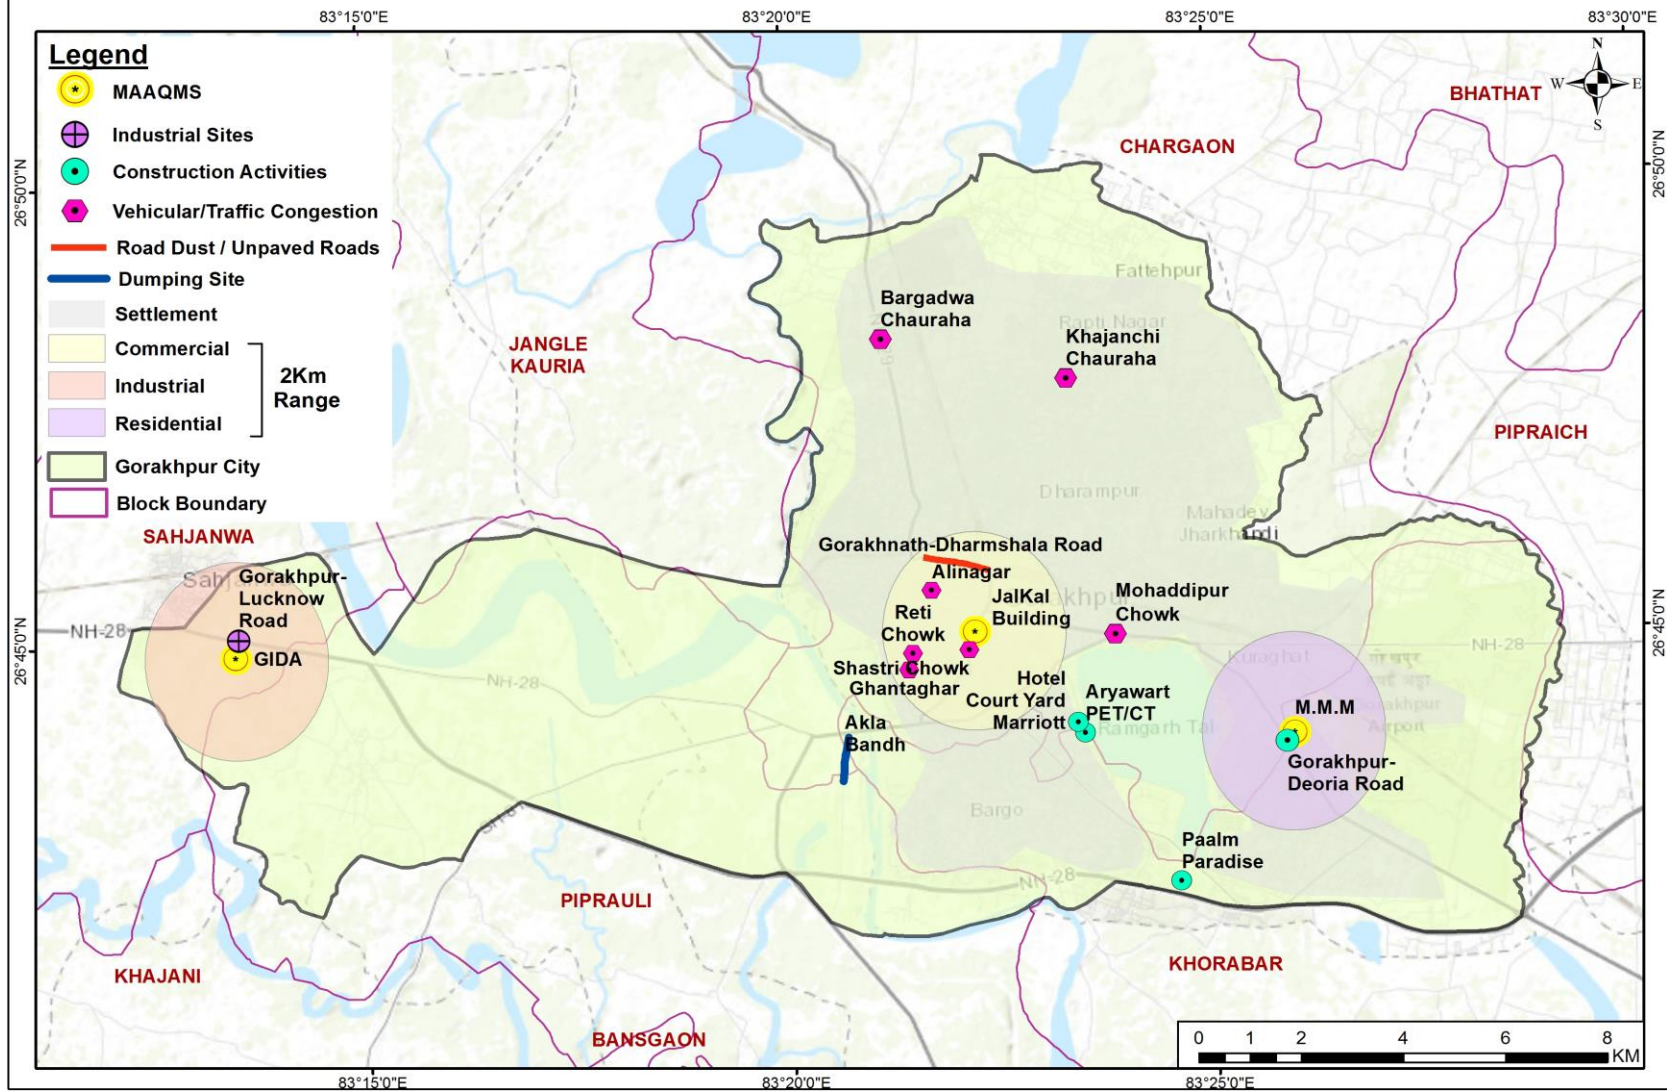 83°15'0"E
83°20'0"E
83°25'0"E
83°30'0"E
Legend
MAAQMS
Industrial Sites
Construction Activities
Vehicular/Traffic Congestion
Road Dust / Unpaved Roads
Dumping Site
Settlement
Commercial
Industrial
Residential
2Km
Range
Gorakhpur City
Block Boundary
N
W
E
S
BHATHAT
CHARGAON
26°50'0"N
26°50'0"N
Fattehpur
Bargadwa
Chauraha
Rapti Nagar
Khajanchi
Chauraha
JANGLE
KAURIA
PIPRAICH
Dharampur
Mahadev
Jharkhandi
SAHJANWA
Gorakhpur-
Lucknow
Road
GIDA
NH-28
NH-28
Gorakhnath-Dharmshala Road
Alinagar
JalKal
Building
Reti
Chowk
Shastri Chowk
Ghantaghar
Mohaddipur
Chowk
NH-28
Kuraghat
26°45'0"N
26°45'0"N
Hotel
Court Yard
Marriott
Aryawart
PET/CT
Ramgarh Tal
Akla
Bandh
M.M.M
Airport
Gorakhpur-
Deoria Road
Bargo
Paalm
Paradise
NH-28
PIPRAULI
KHAJANI
KHORABAR
BANSGAON
0 1 2 4 6 8
KM
83°15'0"E
83°20'0"E
83°25'0"E